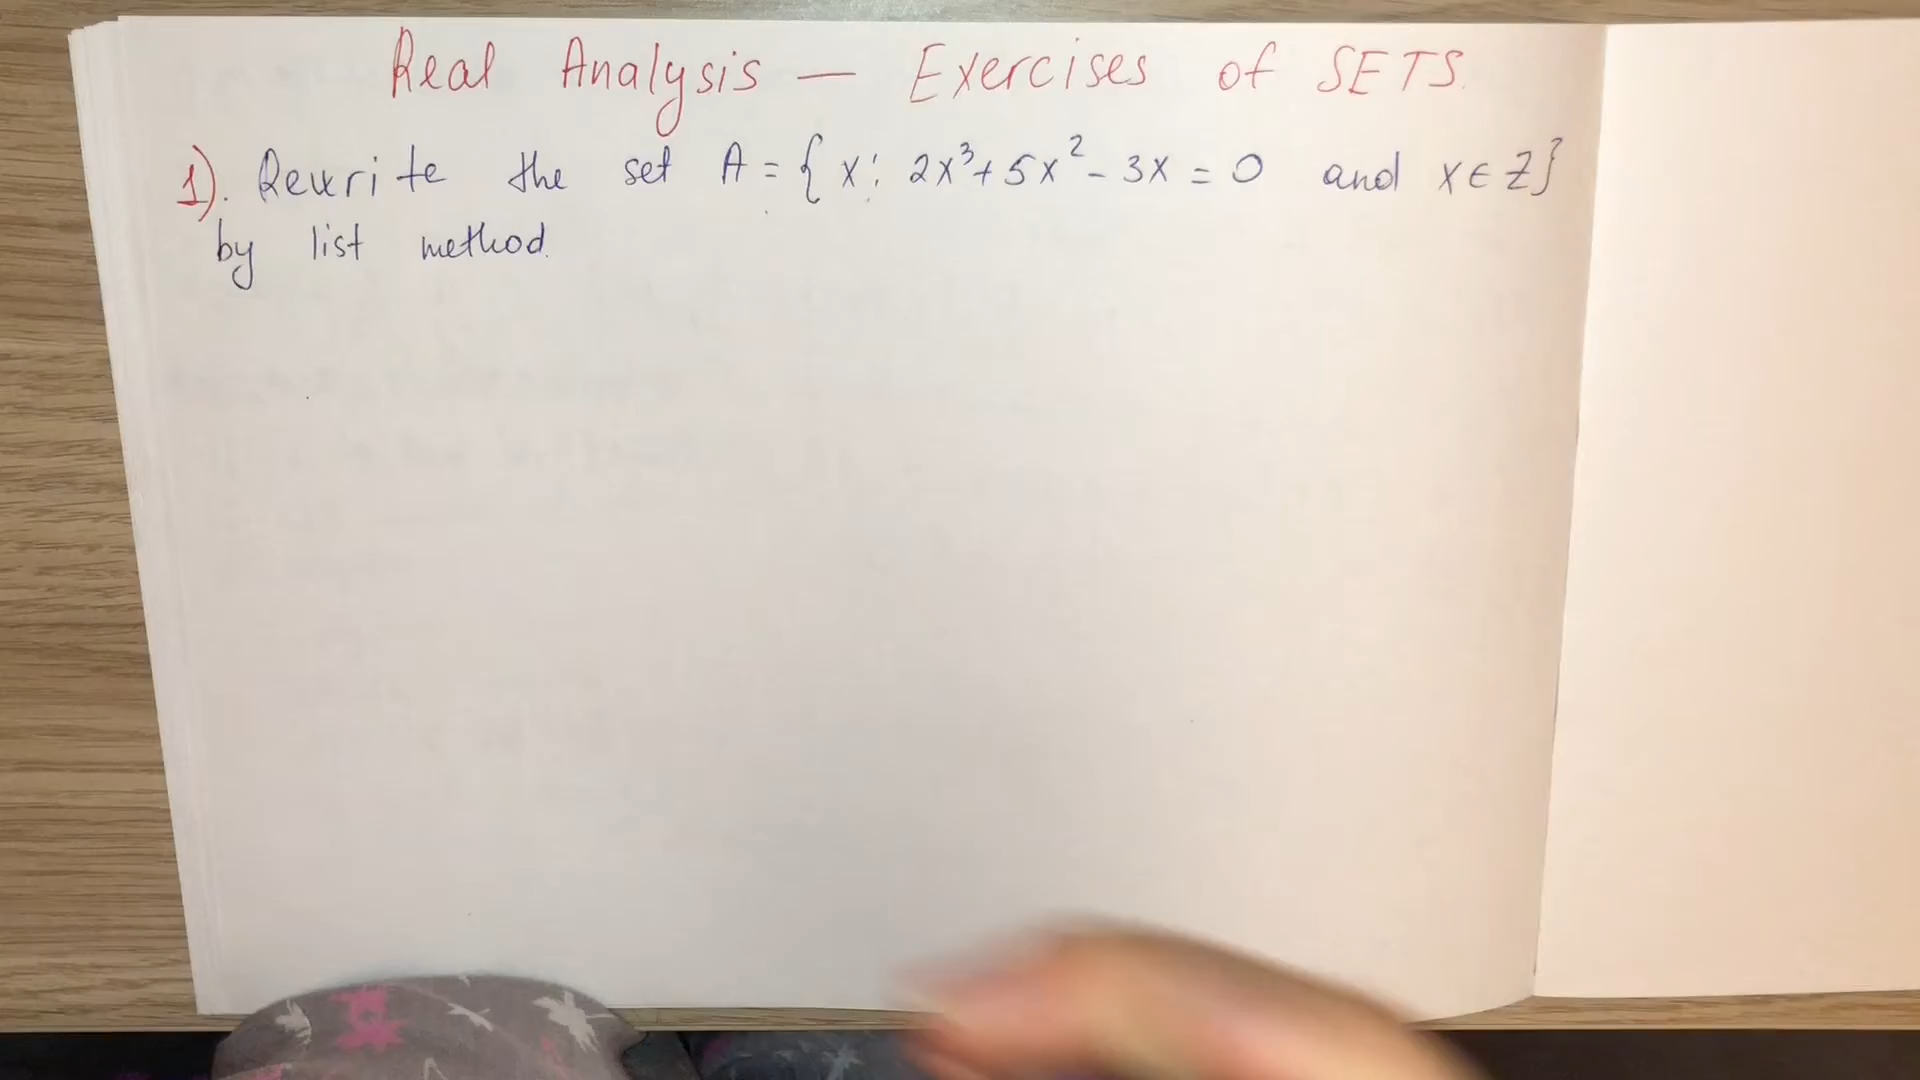 Real Analysis — Exercises of SETS.
1). Rewrite the set A = { x : 2x³ + 5x² - 3x = 0 and x ∈ Z}
by list method.